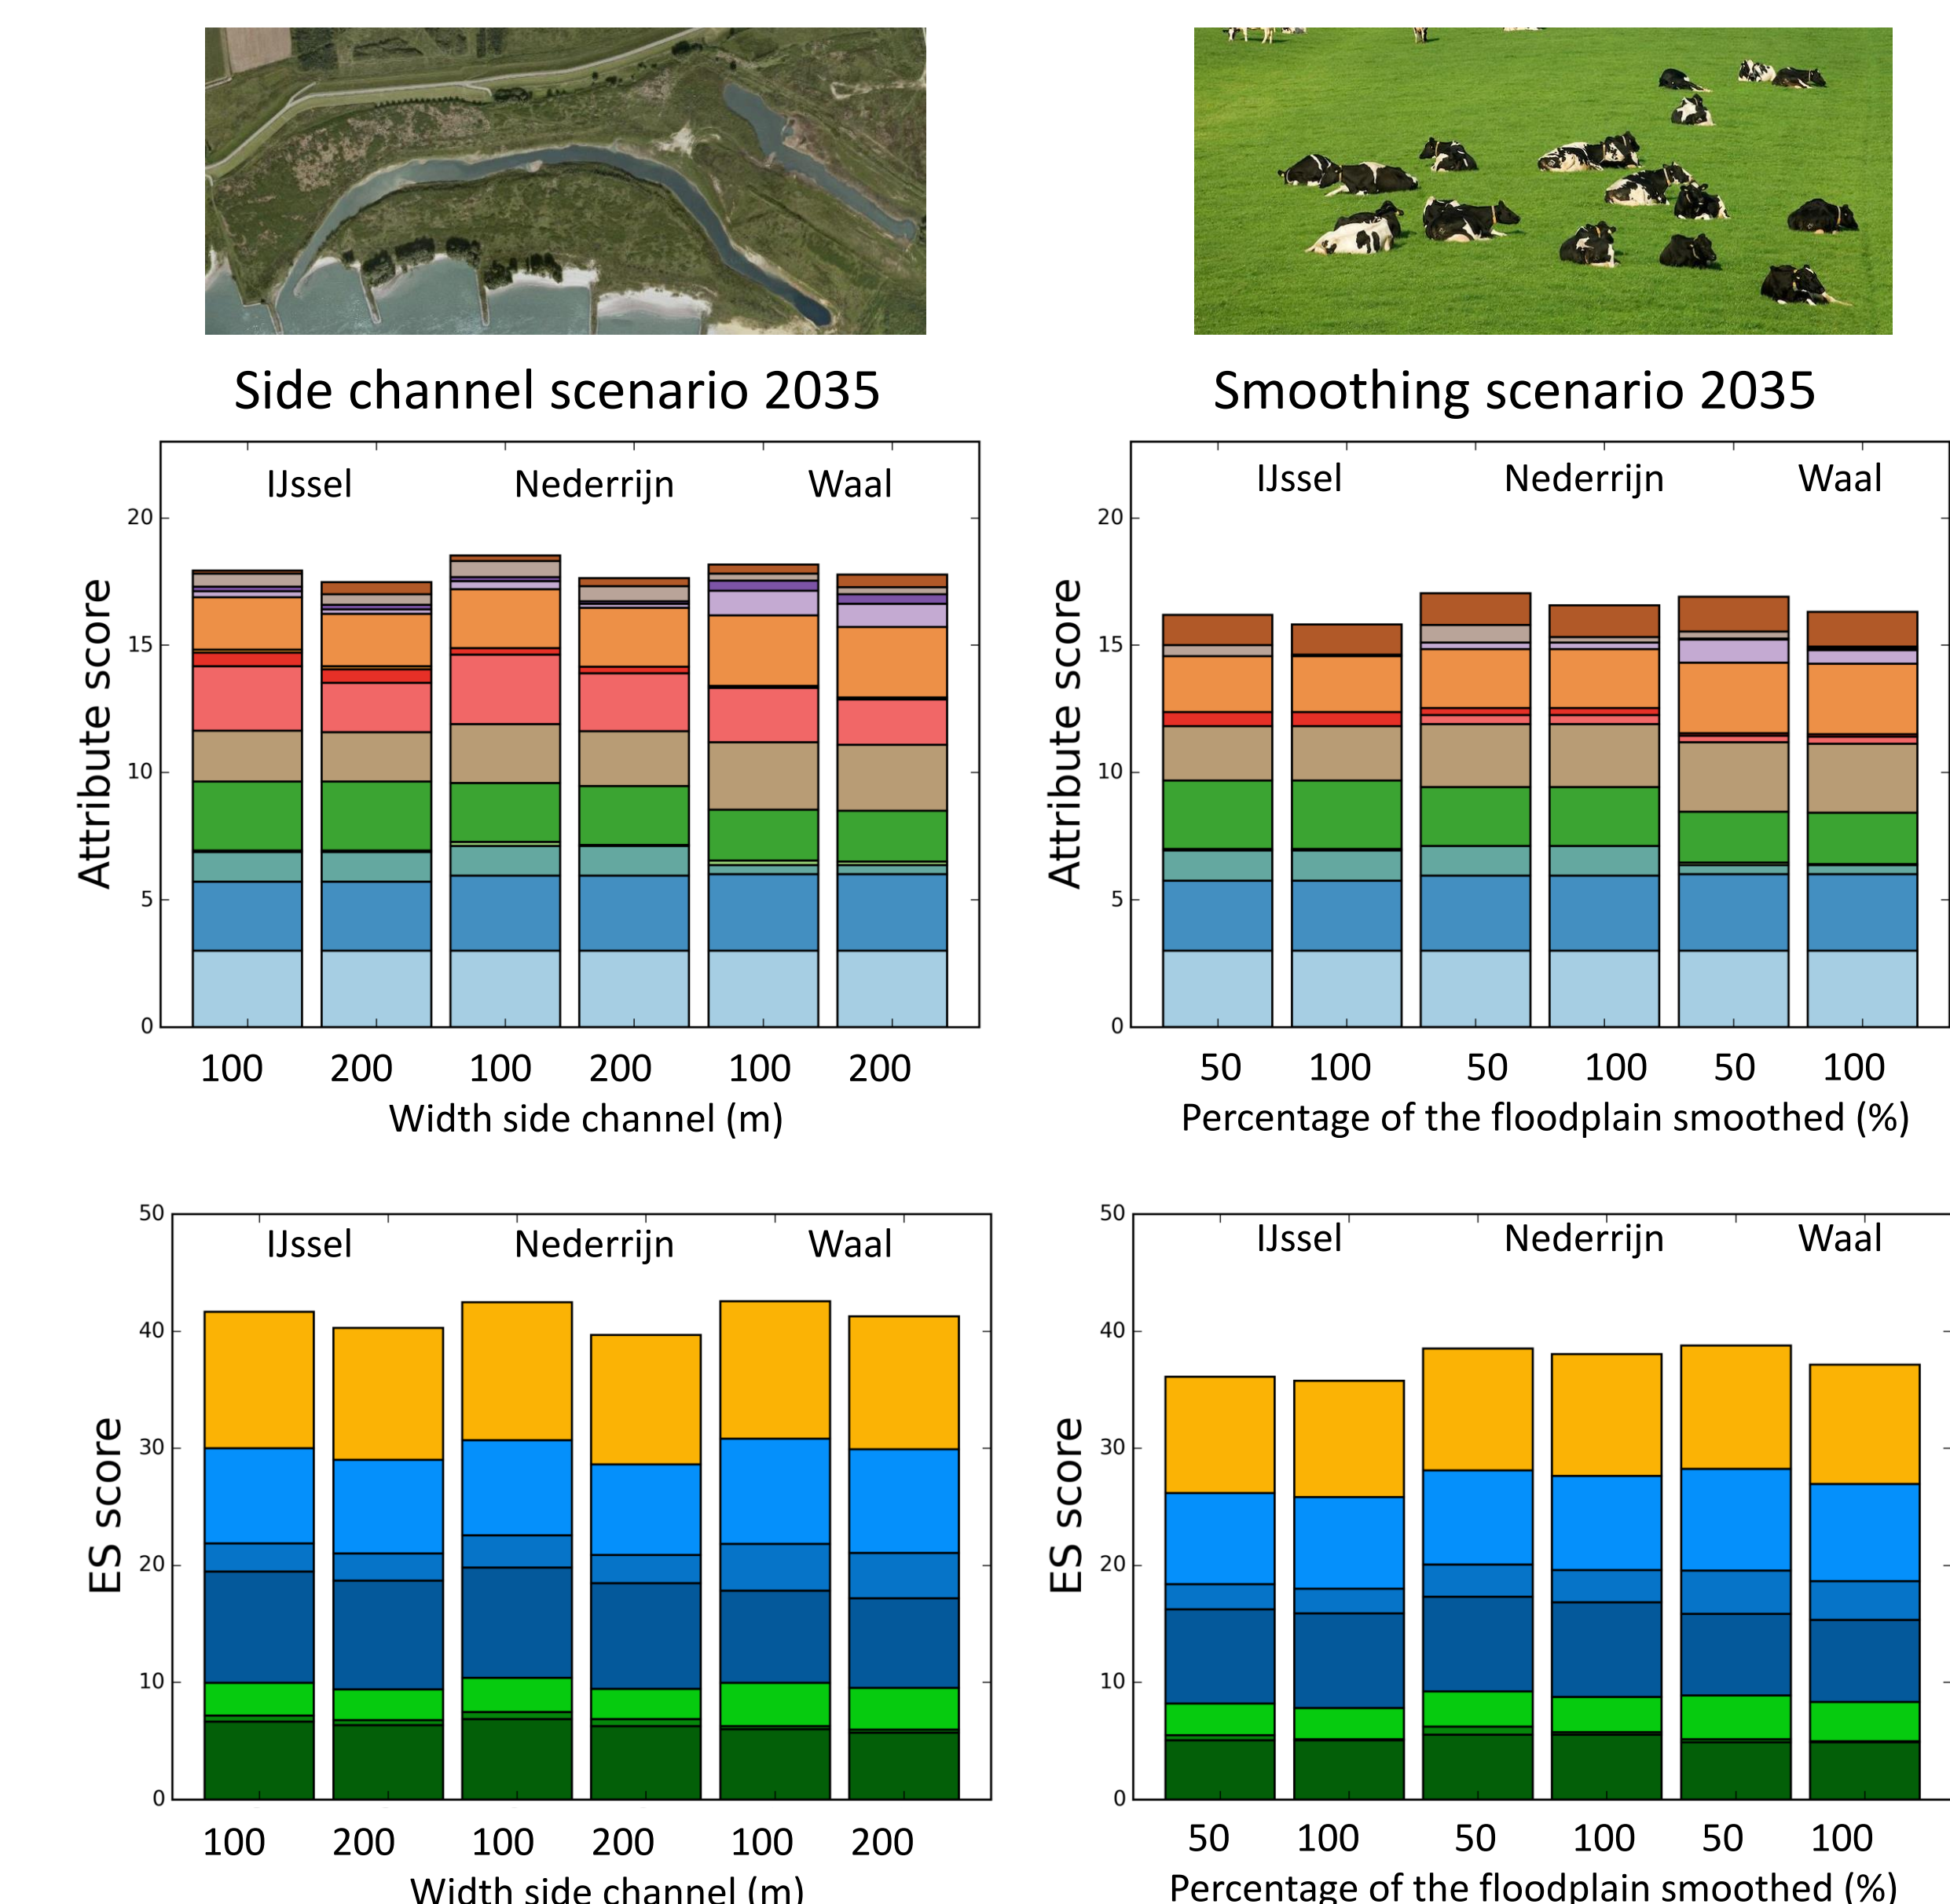 Side channel scenario 2035
Smoothing scenario 2035
IJssel Nederrijn Waal
20
15
10
5
0
Attribute score
100 200 100 200 100 200
Width side channel (m)
IJssel Nederrijn Waal
20
15
10
5
0
Attribute score
50 100 50 100 50 100
Percentage of the floodplain smoothed (%)
IJssel Nederrijn Waal
50
40
30
20
10
0
ES score
100 200 100 200 100 200
Width side channel (m)
IJssel Nederrijn Waal
50
40
30
20
10
0
ES score
50 100 50 100 50 100
Percentage of the floodplain smoothed (%)